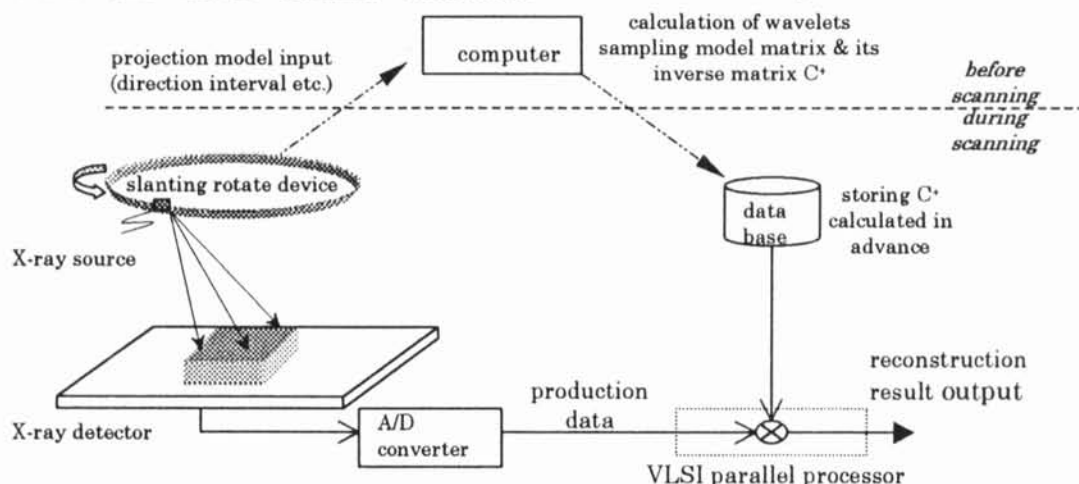 calculation of wavelets
sampling model matrix & its
inverse matrix C⁺
computer
projection model input
(direction interval etc.)
before
scanning
during
scanning
slanting rotate device
data
base
storing C⁺
calculated in
advance
X-ray source
reconstruction
result output
production
data
X-ray detector
A/D
converter
VLSI parallel processor